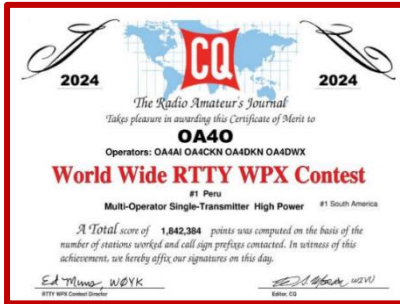 CQ
2024 2024
The Radio Amateur's Journal
Takes pleasure in awarding this Certificate of Merit to
OA4O
Operators: OA4AI OA4CKN OA4DKN OA4DWX
World Wide RTTY WPX Contest
#1 Peru
Multi-Operator Single-Transmitter High Power #1 South America
A Total score of 1,842,384 points was computed on the basis of the
number of stations worked and call sign prefixes contacted. In witness of this
achievement, we hereby affix our signatures on this day.
Ed Muns, WØYK
RTTY WPX Contest Director Editor, CQ